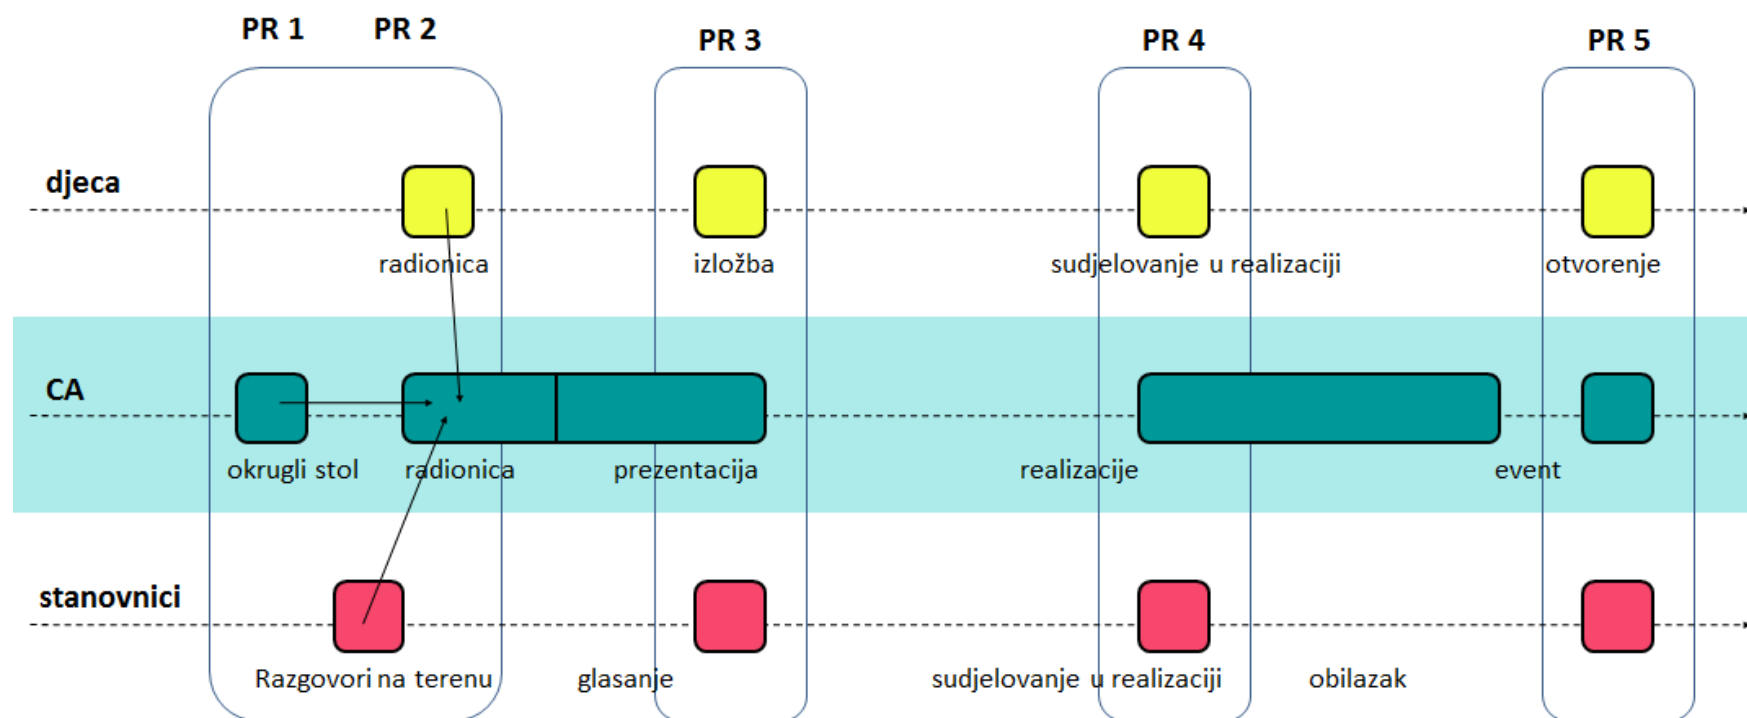 PR 1 PR 2 PR 3 PR 4 PR 5
djeca
radionica izložba sudjelovanje u realizaciji otvorenje
CA
okrugli stol radionica prezentacija realizacije event
stanovnici
Razgovori na terenu glasanje sudjelovanje u realizaciji obilazak